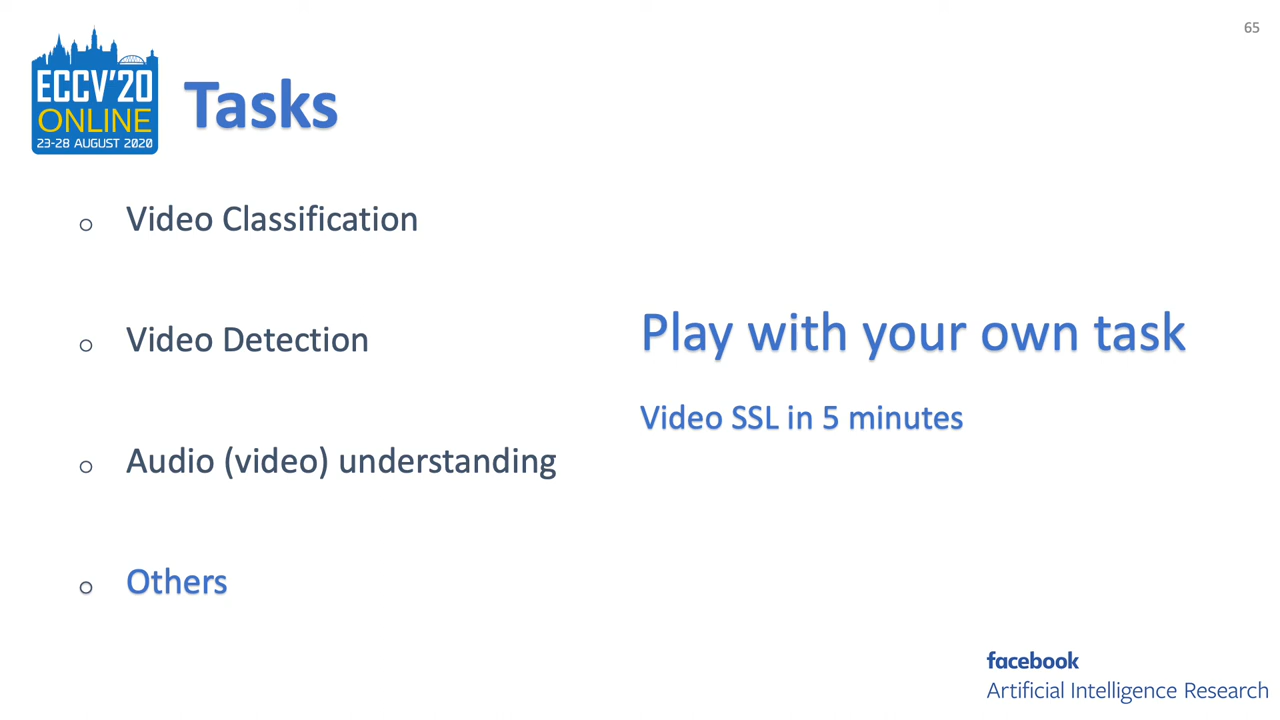 65
ECCV'20
ONLINE
23-28 AUGUST 2020
Tasks
Video Classification
Video Detection
Audio (video) understanding
Others
Play with your own task
Video SSL in 5 minutes
facebook
Artificial Intelligence Research